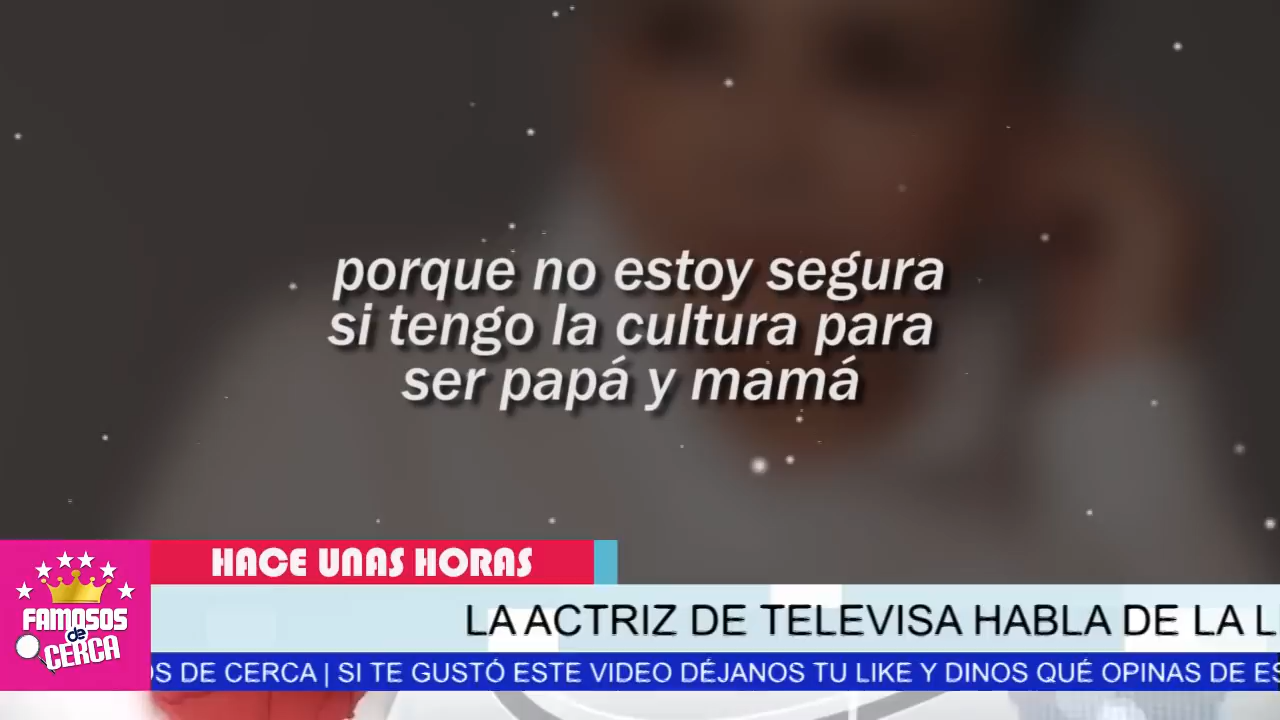 porque no estoy segura
si tengo la cultura para
ser papá y mamá
HACE UNAS HORAS
FAMOSOS
de
CERCA
LA ACTRIZ DE TELEVISA HABLA DE LA L
OS DE CERCA | SI TE GUSTÓ ESTE VIDEO DÉJANOS TU LIKE Y DINOS QUÉ OPINAS DE ES